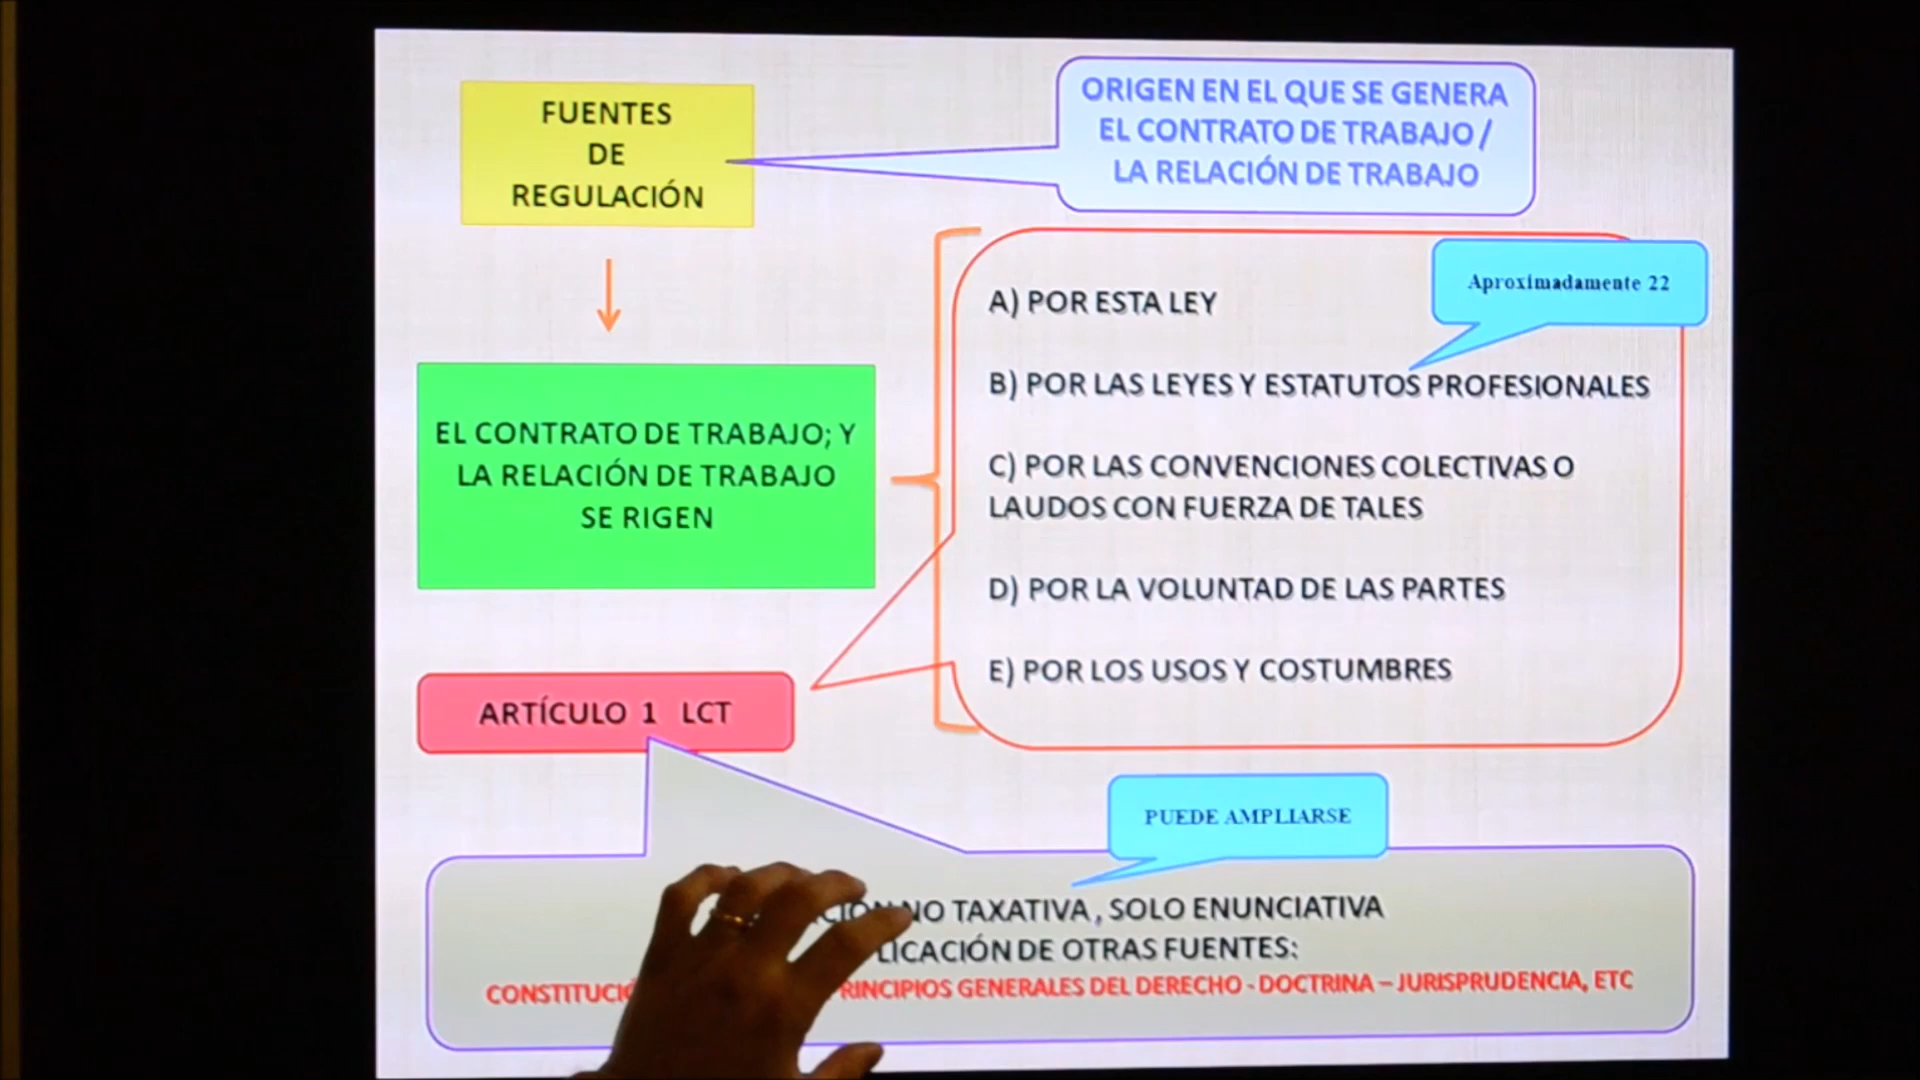 FUENTES
DE
REGULACIÓN
ORIGEN EN EL QUE SE GENERA
EL CONTRATO DE TRABAJO /
LA RELACIÓN DE TRABAJO
EL CONTRATO DE TRABAJO; Y
LA RELACIÓN DE TRABAJO
SE RIGEN
Aproximadamente 22
A) POR ESTA LEY
B) POR LAS LEYES Y ESTATUTOS PROFESIONALES
C) POR LAS CONVENCIONES COLECTIVAS O
LAUDOS CON FUERZA DE TALES
D) POR LA VOLUNTAD DE LAS PARTES
E) POR LOS USOS Y COSTUMBRES
ARTÍCULO 1 LCT
PUEDE AMPLIARSE
NO TAXATIVA, SOLO ENUNCIATIVA
DE OTRAS FUENTES:
GENERALES DEL DERECHO - DOCTRINA – JURISPRUDENCIA, ETC